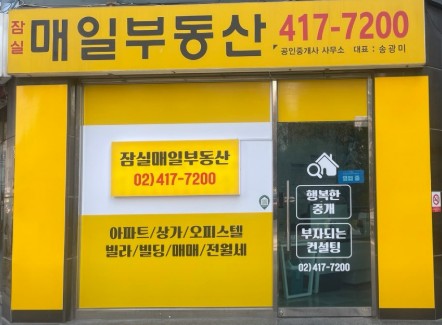 잠실 매일부동산 417-7200
공인중개사 사무소 대표 : 송광미
잠실매일부동산
02)417-7200
아파트/상가/오피스텔
빌라/빌딩/매매/전월세
영업 중
행복한
중개
부자되는
컨설팅
02)417-7200